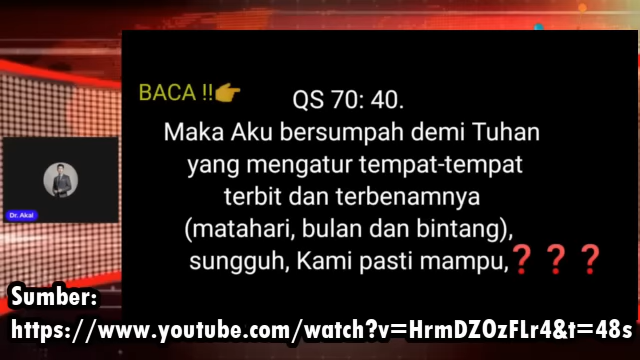 BACA !!👉
QS 70: 40.
Maka Aku bersumpah demi Tuhan
yang mengatur tempat-tempat
terbit dan terbenamnya
(matahari, bulan dan bintang),
sungguh, Kami pasti mampu,❓❓❓
Dr. Akal
Sumber:
https://www.youtube.com/watch?v=HrmDZOzFLr4&t=48s